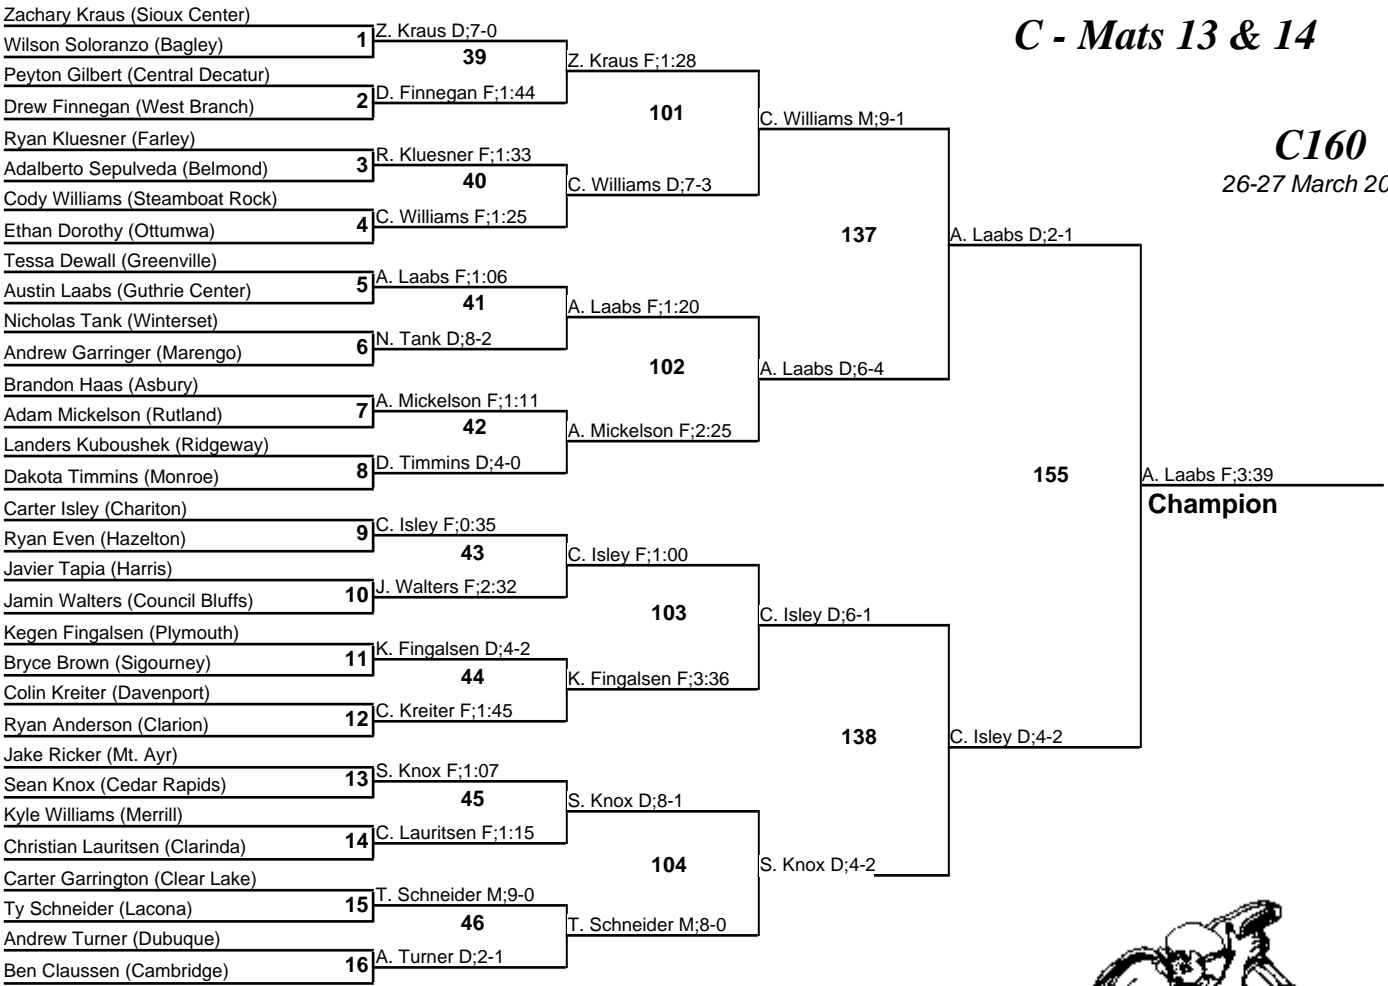 C - Mats 13 & 14
C160
26-27 March 20
Zachary Kraus (Sioux Center)
1
Z. Kraus D;7-0
Wilson Soloranzo (Bagley)
39
Z. Kraus F;1:28
Peyton Gilbert (Central Decatur)
2
D. Finnegan F;1:44
Drew Finnegan (West Branch)
101
C. Williams M;9-1
Ryan Kluesner (Farley)
3
R. Kluesner F;1:33
Adalberto Sepulveda (Belmond)
40
C. Williams D;7-3
Cody Williams (Steamboat Rock)
4
C. Williams F;1:25
Ethan Dorothy (Ottumwa)
137
A. Laabs D;2-1
Tessa Dewall (Greenville)
5
A. Laabs F;1:06
Austin Laabs (Guthrie Center)
41
A. Laabs F;1:20
Nicholas Tank (Winterset)
6
N. Tank D;8-2
Andrew Garringer (Marengo)
102
A. Laabs D;6-4
Brandon Haas (Asbury)
7
A. Mickelson F;1:11
Adam Mickelson (Rutland)
42
A. Mickelson F;2:25
Landers Kuboushek (Ridgeway)
8
D. Timmins D;4-0
Dakota Timmins (Monroe)
155
A. Laabs F;3:39
Champion
Carter Isley (Chariton)
9
C. Isley F;0:35
Ryan Even (Hazelton)
43
C. Isley F;1:00
Javier Tapia (Harris)
10
J. Walters F;2:32
Jamin Walters (Council Bluffs)
103
C. Isley D;6-1
Kegen Fingalsen (Plymouth)
11
K. Fingalsen D;4-2
Bryce Brown (Sigourney)
44
K. Fingalsen F;3:36
Colin Kreiter (Davenport)
12
C. Kreiter F;1:45
Ryan Anderson (Clarion)
138
C. Isley D;4-2
Jake Ricker (Mt. Ayr)
13
S. Knox F;1:07
Sean Knox (Cedar Rapids)
45
S. Knox D;8-1
Kyle Williams (Merrill)
14
C. Lauritsen F;1:15
Christian Lauritsen (Clarinda)
104
S. Knox D;4-2
Carter Garrington (Clear Lake)
15
T. Schneider M;9-0
Ty Schneider (Lacona)
46
T. Schneider M;8-0
Andrew Turner (Dubuque)
16
A. Turner D;2-1
Ben Claussen (Cambridge)